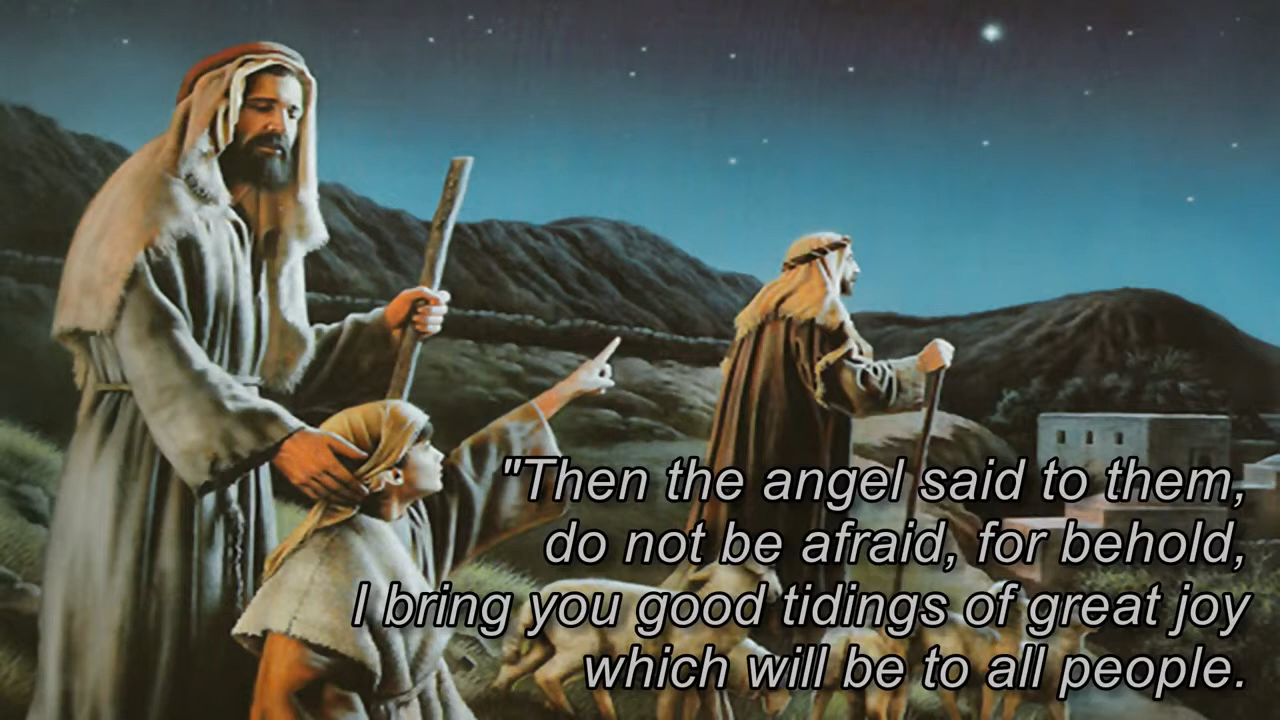 "Then the angel said to them,
do not be afraid, for behold,
I bring you good tidings of great joy
which will be to all people.